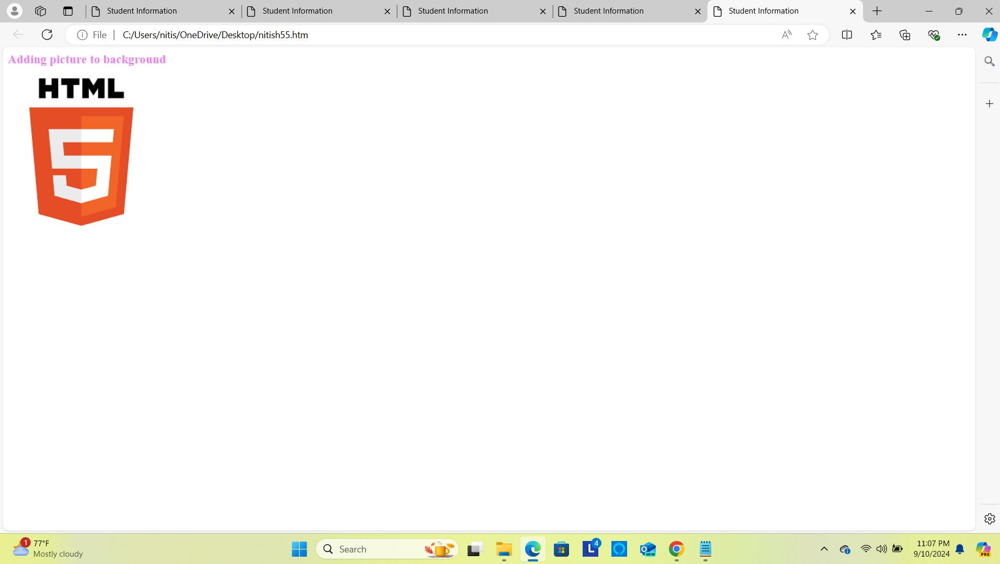 Student Information
Student Information
Student Information
Student Information
Student Information
File
C:/Users/nitis/OneDrive/Desktop/nitish55.htm
Adding picture to background
HTML
5
1
77°F
Mostly cloudy
Search
L
4
NEW
PRE
11:07 PM
9/10/2024